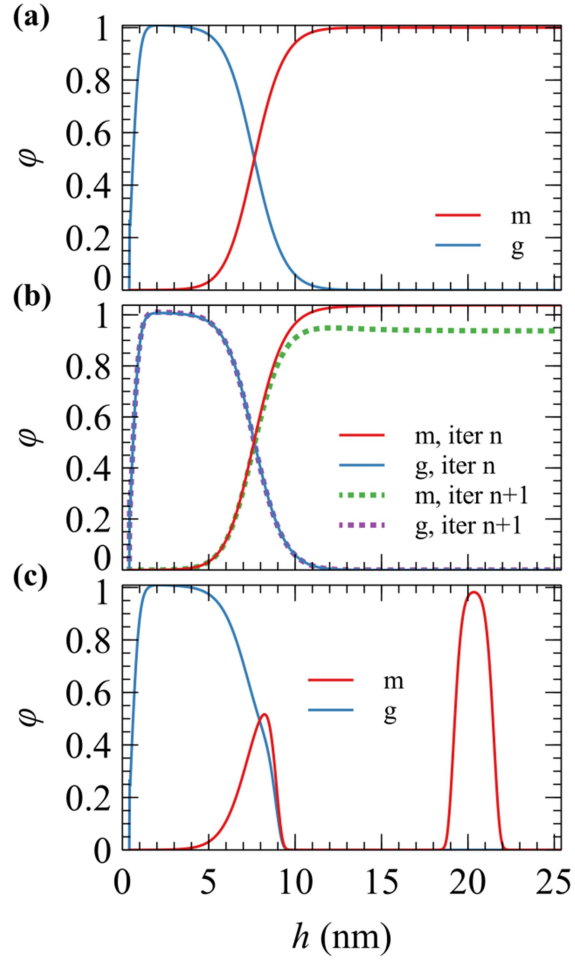 (a)
1
0.8
0.6
0.4
0.2
0
φ
m
g
(b)
1
0.8
0.6
0.4
0.2
0
φ
m, iter n
g, iter n
m, iter n+1
g, iter n+1
(c)
1
0.8
0.6
0.4
0.2
0
φ
m
g
0 5 10 15 20 25
h (nm)